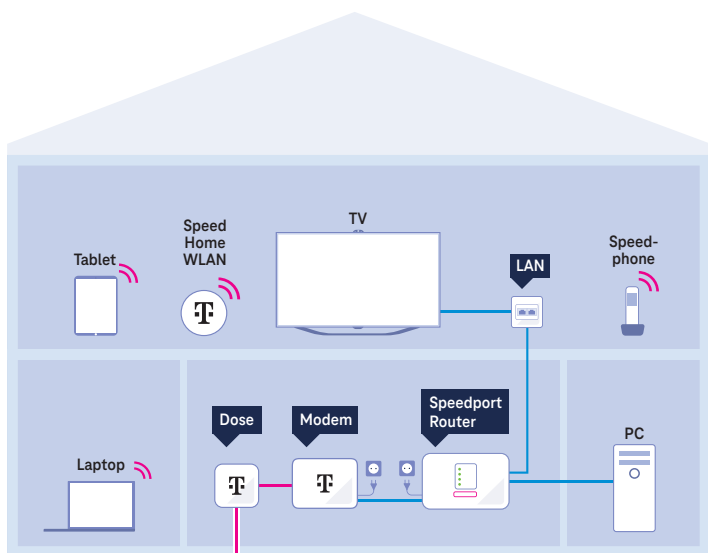 TV
Speed
Home
WLAN
Tablet
Speed-
phone
LAN
T
Speedport
Router
Dose
Modem
PC
Laptop
T
T